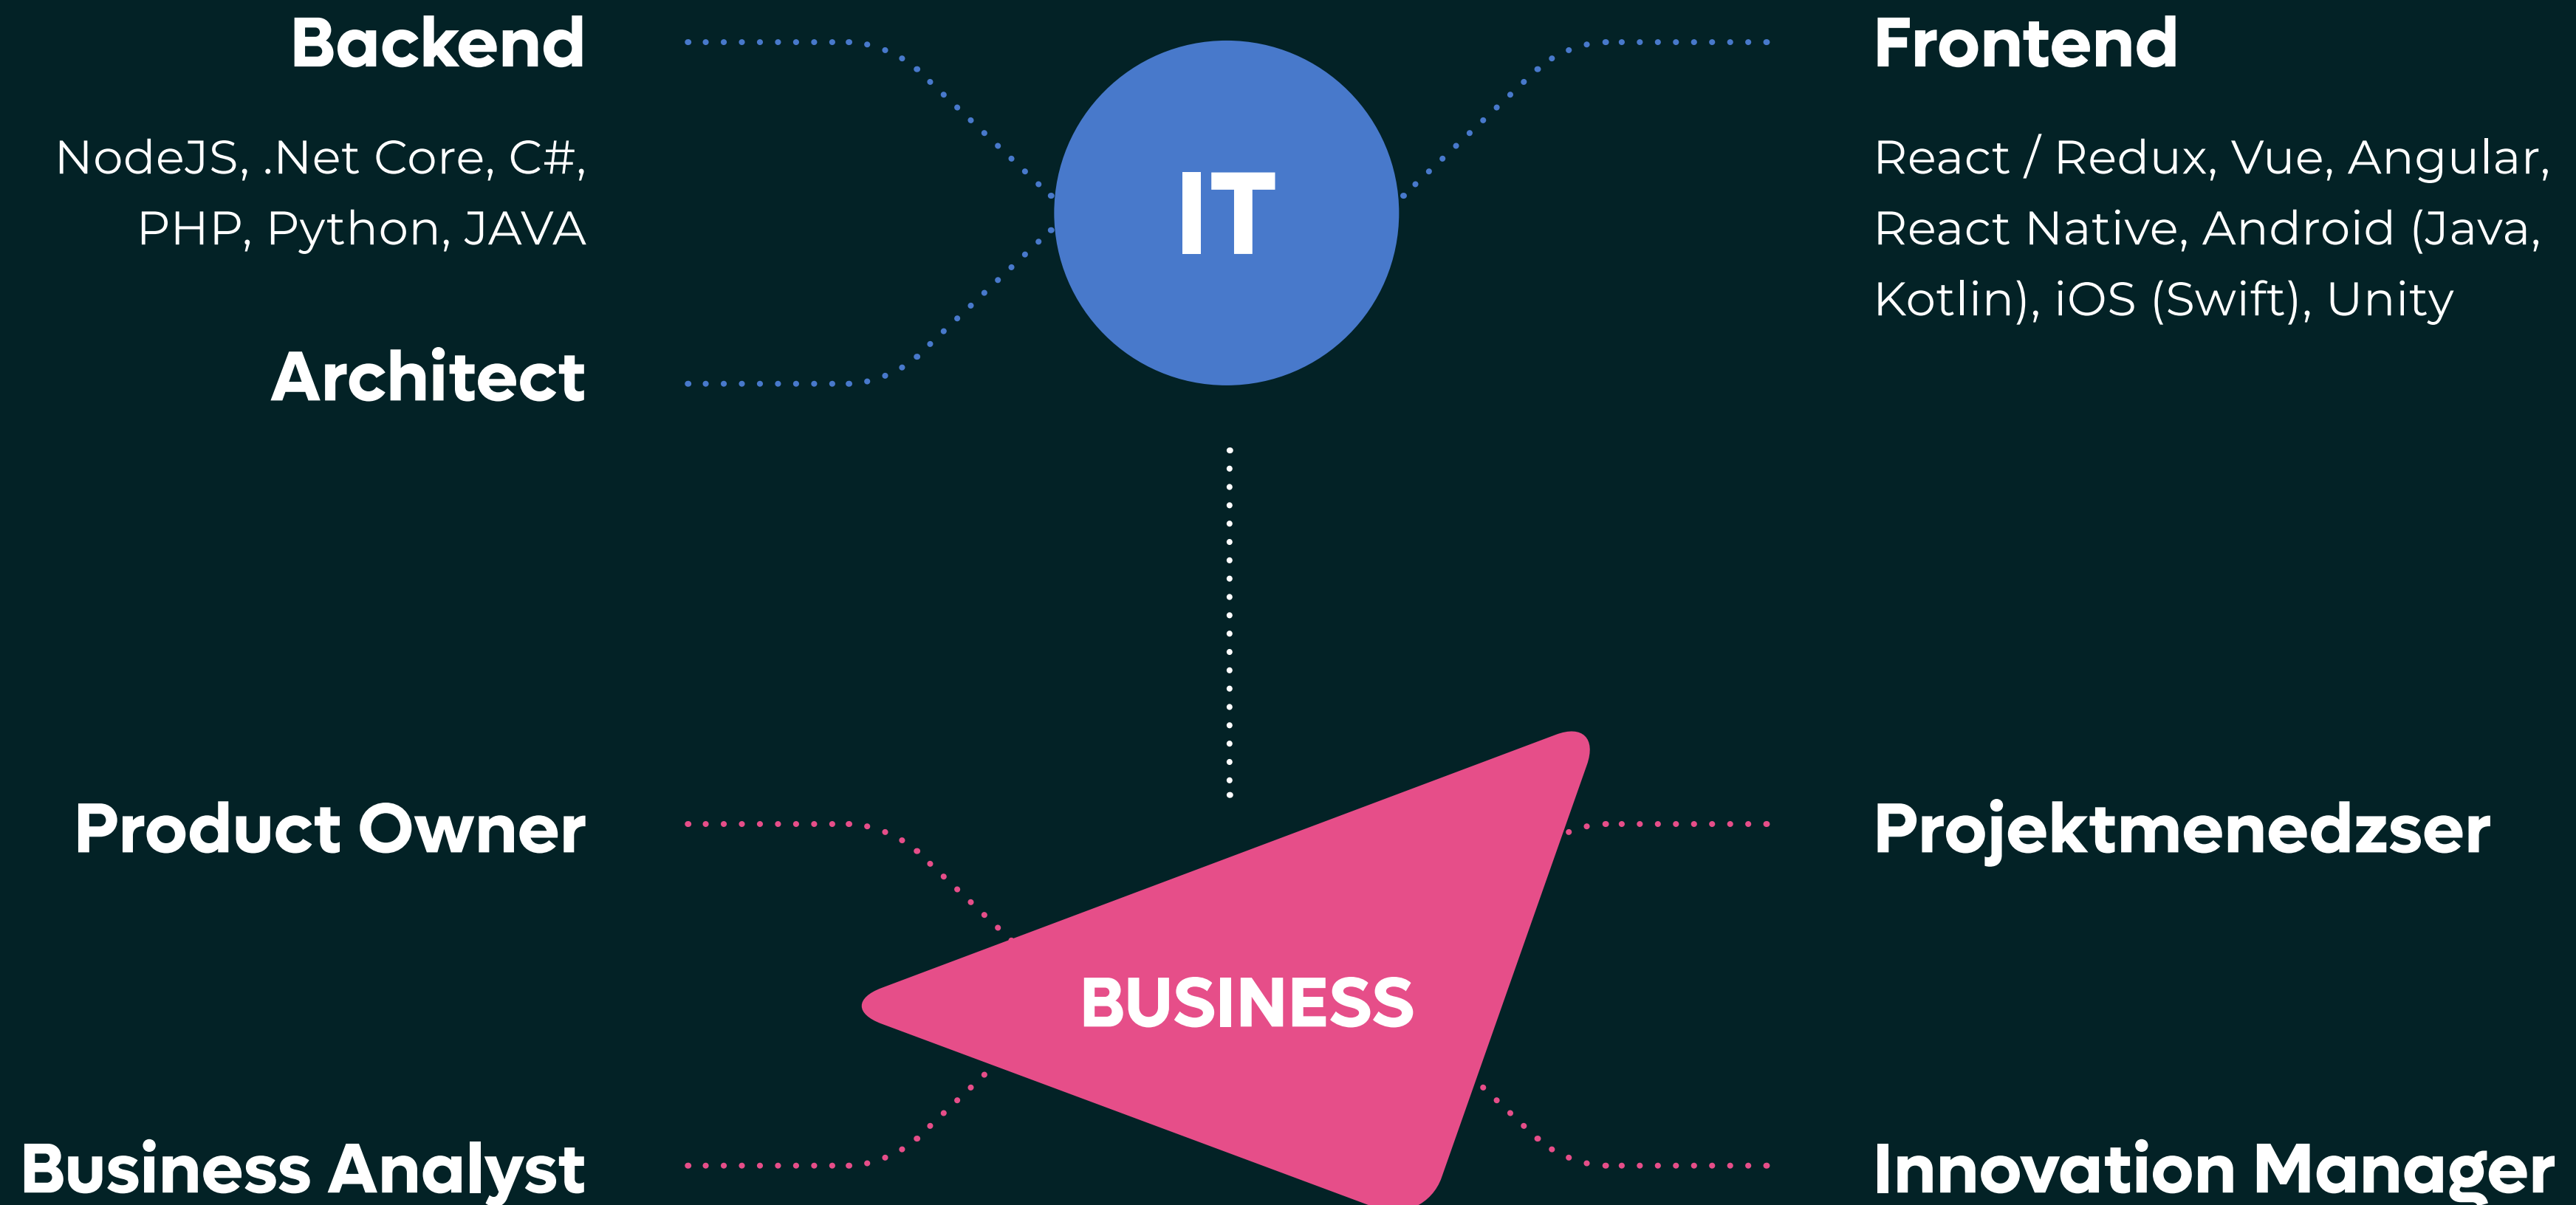 Backend
NodeJS, .Net Core, C#,
PHP, Python, JAVA
Architect
IT
Frontend
React / Redux, Vue, Angular,
React Native, Android (Java,
Kotlin), iOS (Swift), Unity
Product Owner
Business Analyst
BUSINESS
Projektmenedzser
Innovation Manager